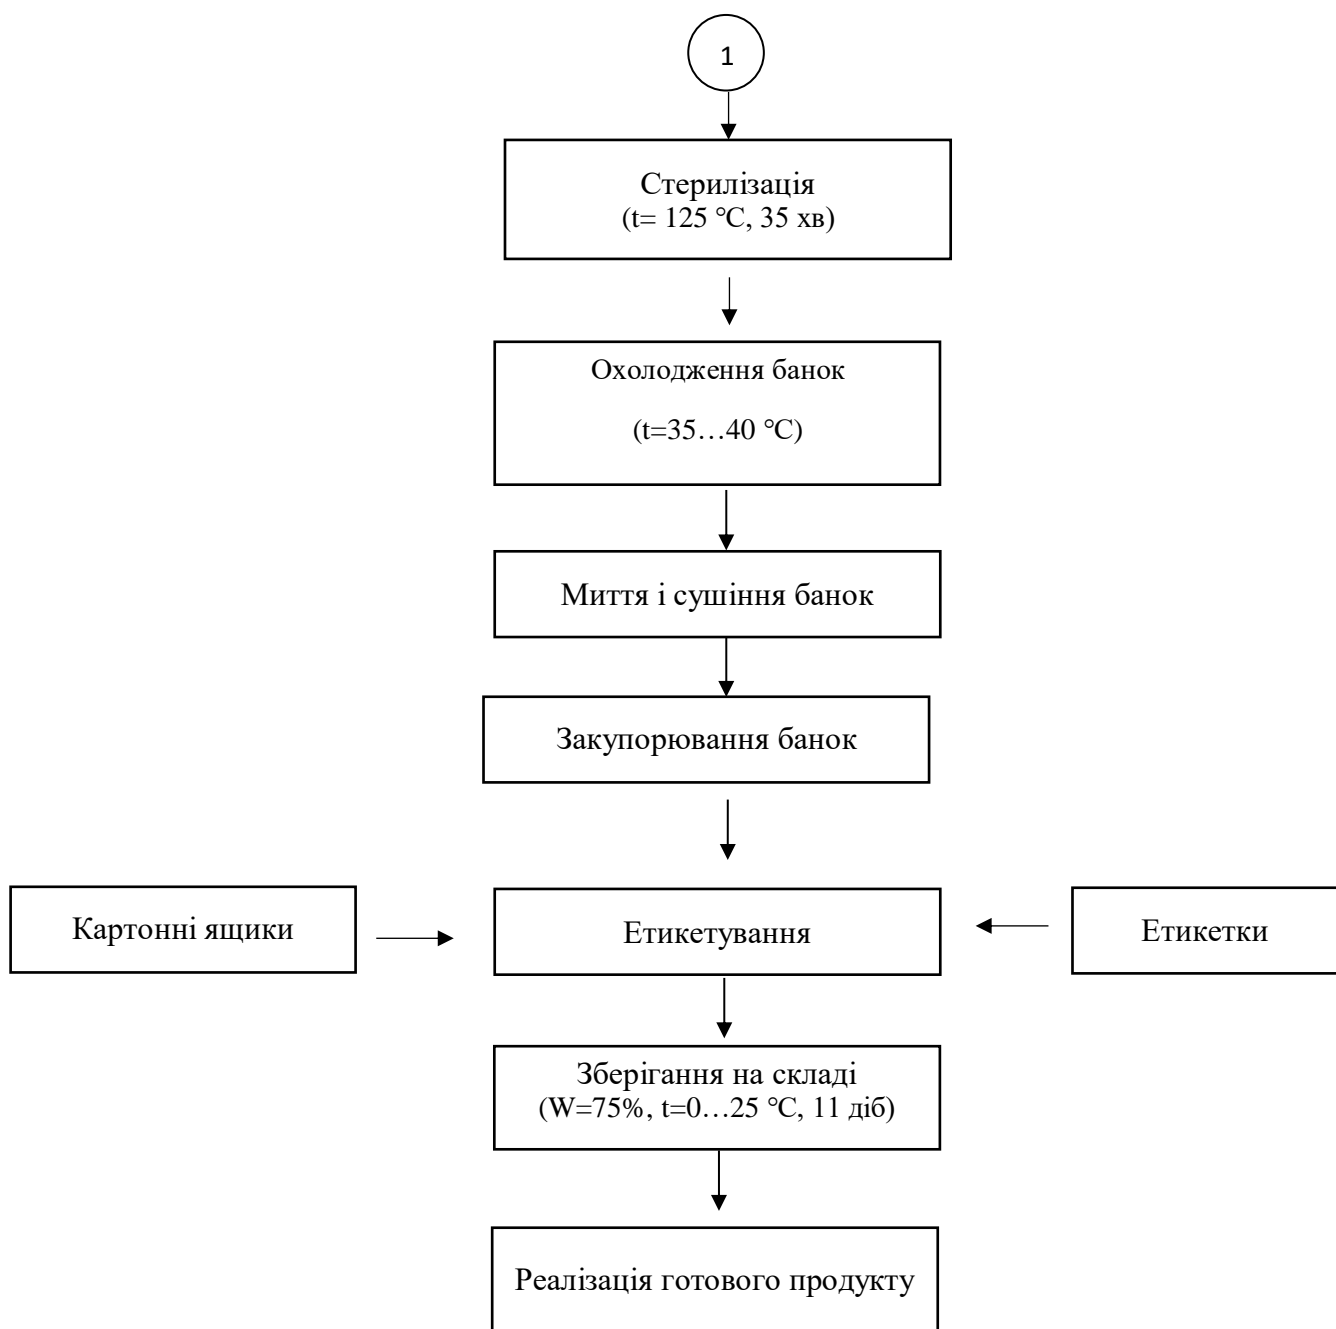 1
Стерилізація
(t= 125 °C, 35 хв)
Охолодження банок
(t=35…40 °C)
Миття і сушіння банок
Закупорювання банок
Картонні ящики
Етикетування
Етикетки
Зберігання на складі
(W=75%, t=0…25 °C, 11 діб)
Реалізація готового продукту